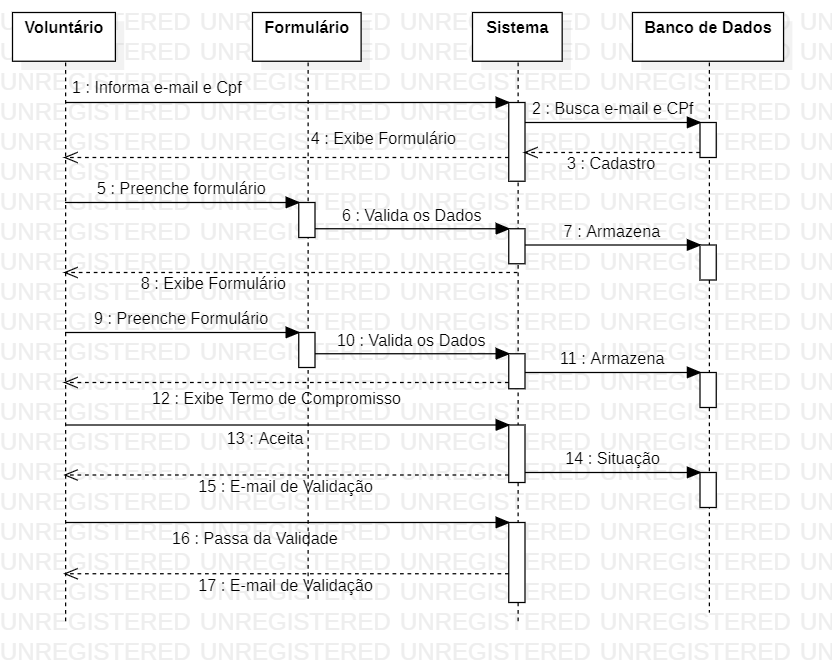 Voluntário
Formulário
Sistema
Banco de Dados
1 : Informa e-mail e Cpf
2 : Busca e-mail e CPf
4 : Exibe Formulário
3 : Cadastro
5 : Preenche formulário
6 : Valida os Dados
7 : Armazena
8 : Exibe Formulário
9 : Preenche Formulário
10 : Valida os Dados
11 : Armazena
12 : Exibe Termo de Compromisso
13 : Aceita
14 : Situação
15 : E-mail de Validação
16 : Passa da Validade
17 : E-mail de Validação
UNREGISTERED